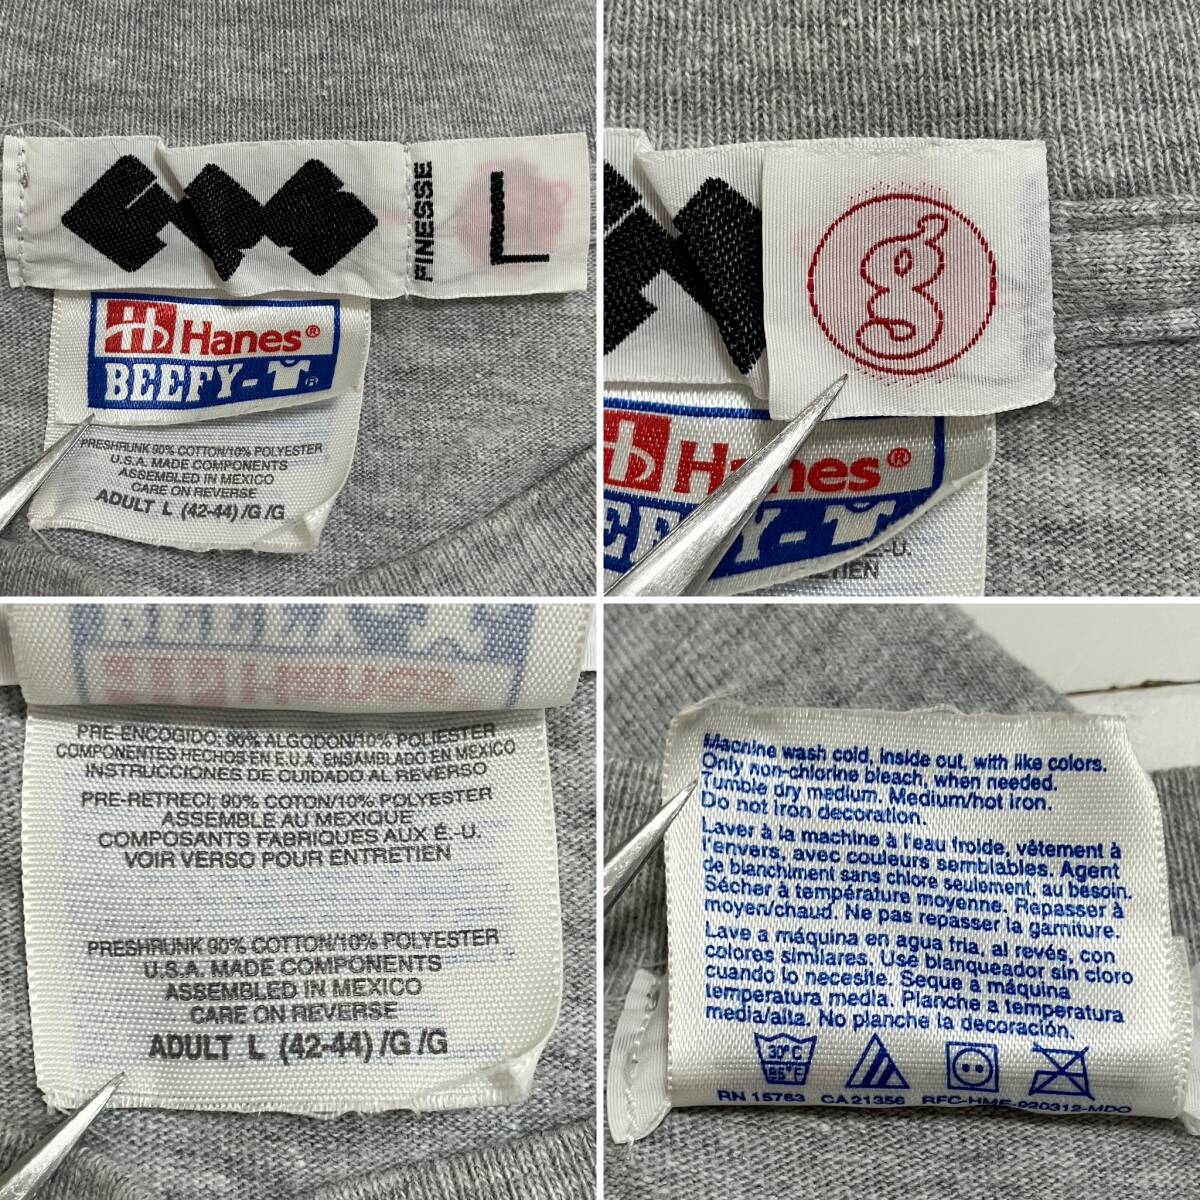 FINESSE
L
Hanes®
BEEFY-T®
PRESHRUNK 90% COTTON/10% POLYESTER
U.S.A. MADE COMPONENTS
ASSEMBLED IN MEXICO
CARE ON REVERSE
ADULT L (42-44) /G /G
g
Hanes®
É.-U.
PRE-ENCOGIDO; 90% ALGODON/10% POLIESTER
COMPONENTES HECHOS EN E.U.A. ENSAMBLADO EN MEXICO
INSTRUCCIONES DE CUIDADO AL REVERSO
PRE-RETRECI; 90% COTON/10% POLYESTER
ASSEMBLE AU MEXIQUE
COMPOSANTS FABRIQUES AUX É.-U.
VOIR VERSO POUR ENTRETIEN
PRESHRUNK 90% COTTON/10% POLYESTER
U.S.A. MADE COMPONENTS
ASSEMBLED IN MEXICO
CARE ON REVERSE
ADULT L (42-44) /G /G
Machine wash cold, inside out, with like colors.
Only non-chlorine bleach, when needed.
Tumble dry medium. Medium/hot iron.
Do not iron decoration.
Laver à la machine à l'eau froide, vêtement à
l'envers, avec couleurs semblables. Agent
de blanchiment sans chlore seulement, au besoin.
Sécher à température moyenne. Repasser à
moyen/chaud. Ne pas repasser la garniture.
Lave a máquina en agua fria, al revés, con
colores similares. Use blanqueador sin cloro
cuando lo necesite. Seque a máquina
temperatura media. Planche a temperatura
media/alta. No planche la decoración.
30°C
85°F
RN 15763 CA 21356 RFC-HME-020312-MDO